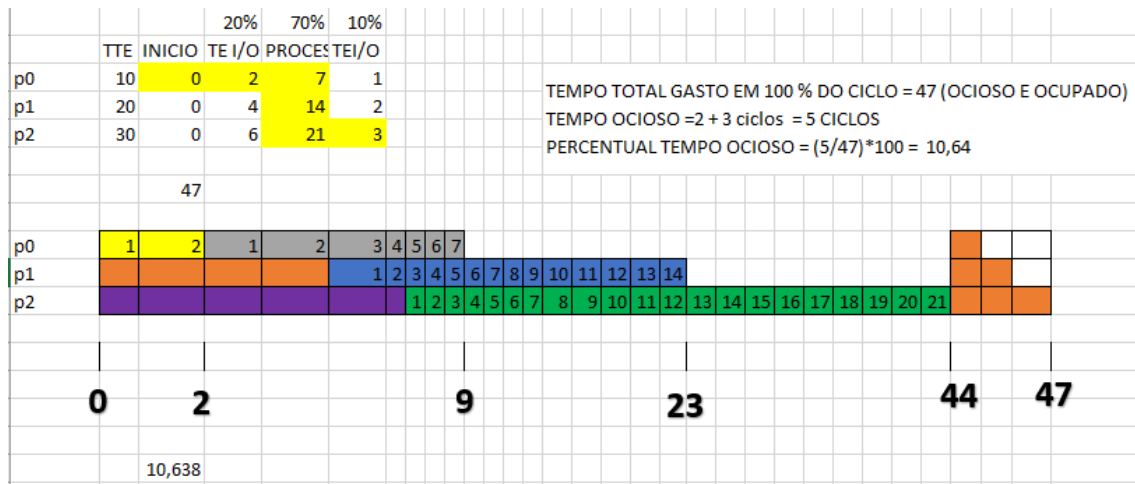 20% 70% 10%
TTE INICIO TE I/O PROCES TEI/O
p0 10 0 2 7 1
p1 20 0 4 14 2
p2 30 0 6 21 3
TEMPO TOTAL GASTO EM 100 % DO CICLO = 47 (OCIOSO E OCUPADO)
TEMPO OCIOSO =2 + 3 ciclos = 5 CICLOS
PERCENTUAL TEMPO OCIOSO = (5/47)*100 = 10,64
47
p0 1 2 1 2 3 4 5 6 7
p1 1 2 3 4 5 6 7 8 9 10 11 12 13 14
p2 1 2 3 4 5 6 7 8 9 10 11 12 13 14 15 16 17 18 19 20 21
0 2 9 23 44 47
10,638